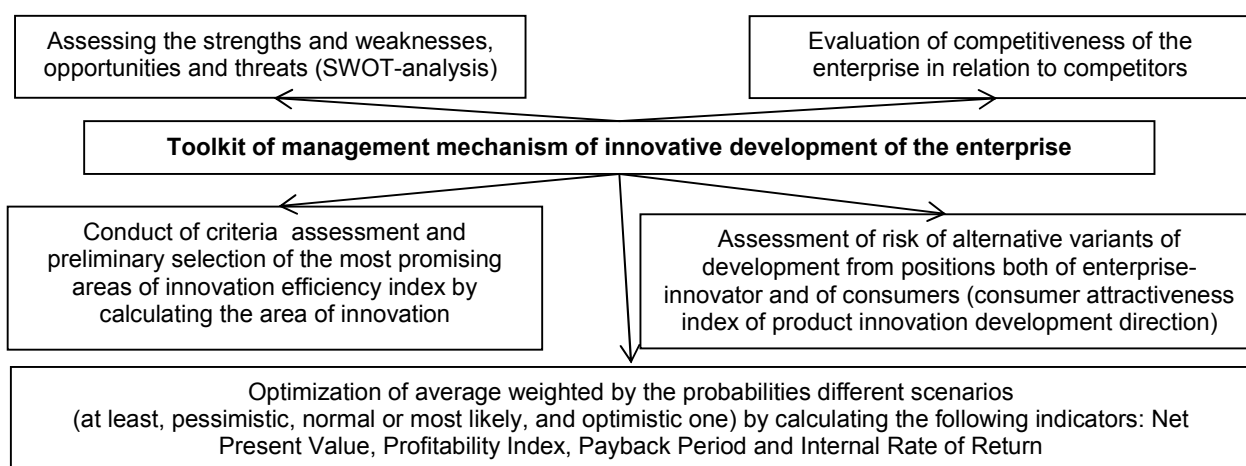 Assessing the strengths and weaknesses,
opportunities and threats (SWOT-analysis)
Evaluation of competitiveness of the
enterprise in relation to competitors
Toolkit of management mechanism of innovative development of the enterprise
Conduct of criteria assessment and
preliminary selection of the most promising
areas of innovation efficiency index by
calculating the area of innovation
Assessment of risk of alternative variants of
development from positions both of enterprise-
innovator and of consumers (consumer attractiveness
index of product innovation development direction)
Optimization of average weighted by the probabilities different scenarios
(at least, pessimistic, normal or most likely, and optimistic one) by calculating the following indicators: Net
Present Value, Profitability Index, Payback Period and Internal Rate of Return